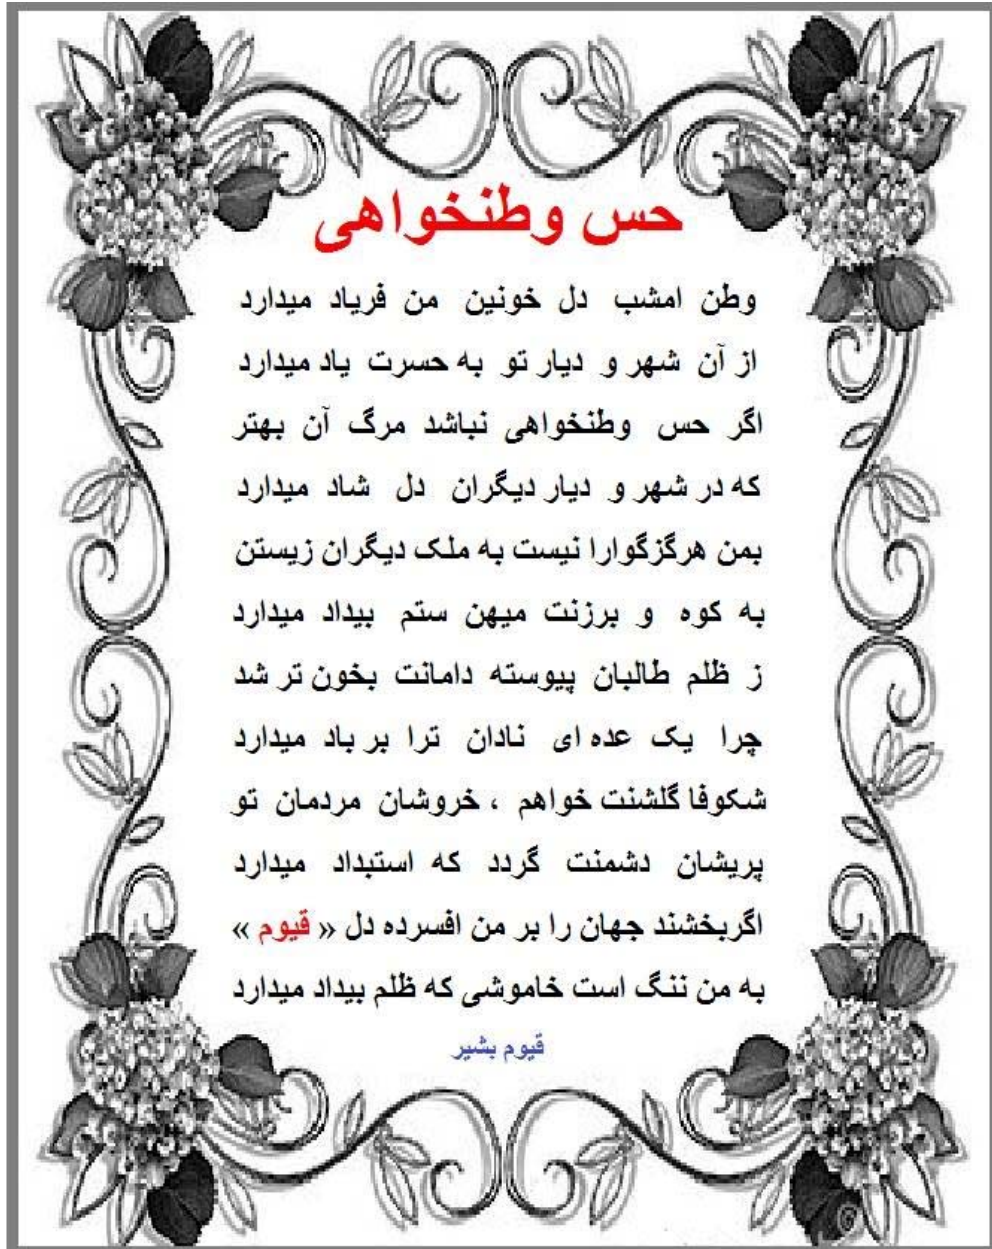 حس وطنخواهی
وطن امشب دل خونین من فریاد میدارد
از آن شهر و دیار تو به حسرت یاد میدارد
اگر حس وطنخواهی نباشد مرگ آن بهتر
که در شهر و دیار دیگران دل شاد میدارد
بمن هرگزگوارا نیست به ملک دیگران زیستن
به کوه و برزنت میهن ستم بیداد میدارد
ز ظلم طالبان پیوسته دامانت بخون تر شد
چرا یک عده ای نادان ترا بر باد میدارد
شکوفا گلشنت خواهم ، خروشان مردمان تو
پریشان دشمنت گردد که استبداد میدارد
اگربخشند جهان را بر من افسرده دل « قیوم »
به من ننگ است خاموشی که ظلم بیداد میدارد
قیوم بشیر